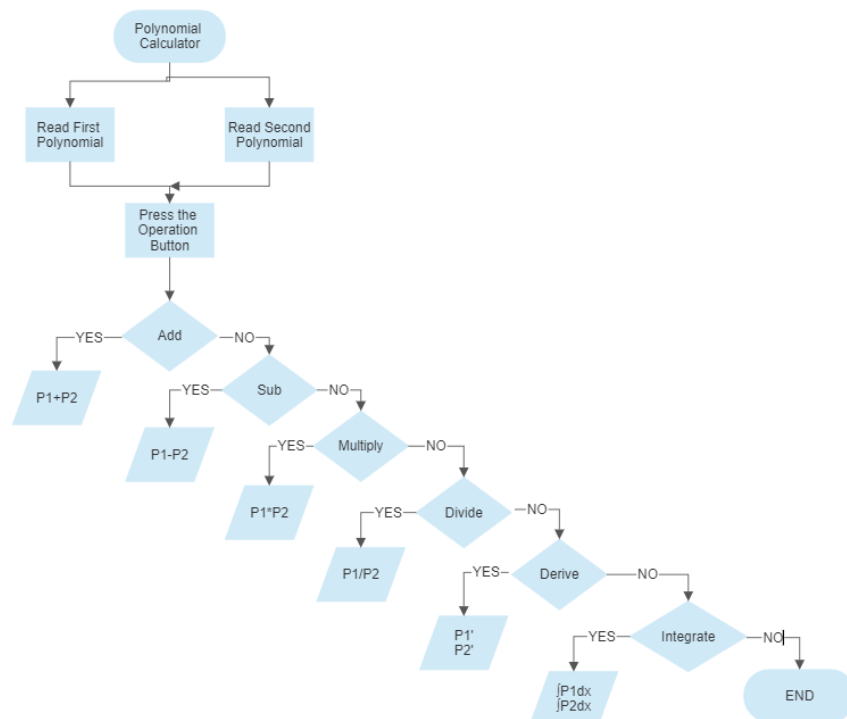 Polynomial
Calculator
Read First
Polynomial
Read Second
Polynomial
Press the
Operation
Button
Add
YES
NO
P1+P2
Sub
YES
NO
P1-P2
Multiply
YES
NO
P1*P2
Divide
YES
NO
P1/P2
Derive
YES
NO
P1'
P2'
Integrate
YES
NO
∫P1dx
∫P2dx
END